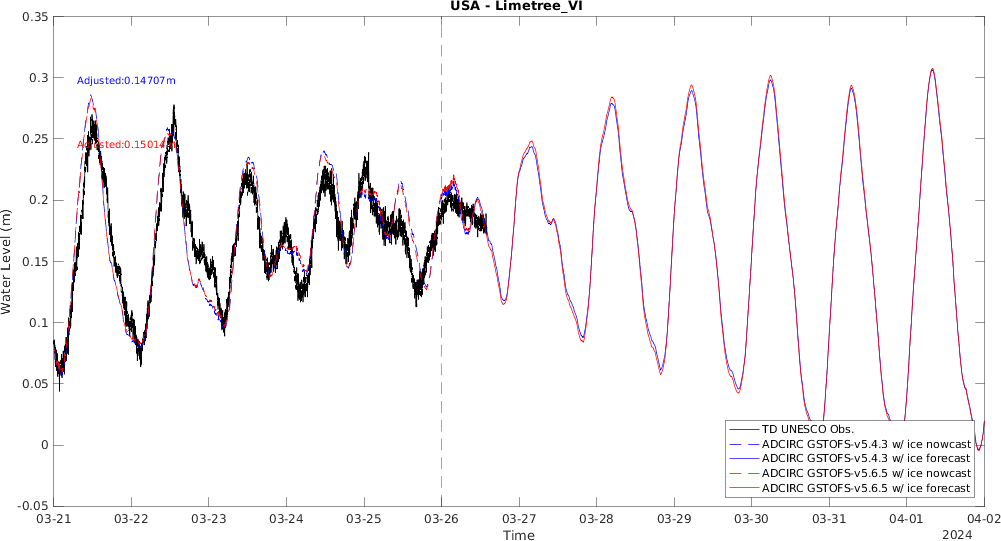 USA - Limetree_VI
0.35
0.3
0.25
0.2
0.15
0.1
0.05
0
-0.05
Water Level (m)
Adjusted:0.14707m
Adjusted:0.15014m
TD UNESCO Obs.
ADCIRC GSTOFS-v5.4.3 w/ ice nowcast
ADCIRC GSTOFS-v5.4.3 w/ ice forecast
ADCIRC GSTOFS-v5.6.5 w/ ice nowcast
ADCIRC GSTOFS-v5.6.5 w/ ice forecast
03-21 03-22 03-23 03-24 03-25 03-26 03-27 03-28 03-29 03-30 03-31 04-01 04-02
Time
2024